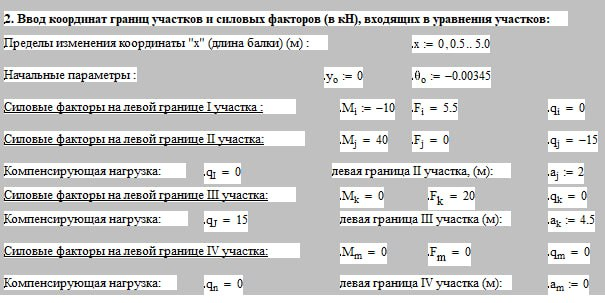 2. Ввод координат границ участков и силовых факторов (в кН), входящих в уравнения участков:
Пределы изменения координаты "x" (длина балки) (м) : x := 0, 0.5 .. 5.0
Начальные параметры : y₀ := 0 θ₀ := −0.00345
Силовые факторы на левой границе I участка : Mᵢ := −10 Fᵢ = 5.5 qᵢ = 0
Силовые факторы на левой границе II участка: Mⱼ = 40 Fⱼ = 0 qⱼ = −15
Компенсирующая нагрузка: q_I = 0 левая граница II участка, (м): aⱼ := 2
Силовые факторы на левой границе III участка: Mₖ = 0 Fₖ = 20 qₖ = 0
Компенсирующая нагрузка: q_J = 15 левая граница III участка (м): aₖ := 4.5
Силовые факторы на левой границе IV участка: Mₘ = 0 Fₘ = 0 qₘ = 0
Компенсирующая нагрузка: qₙ = 0 левая граница IV участка (м): aₘ := 0